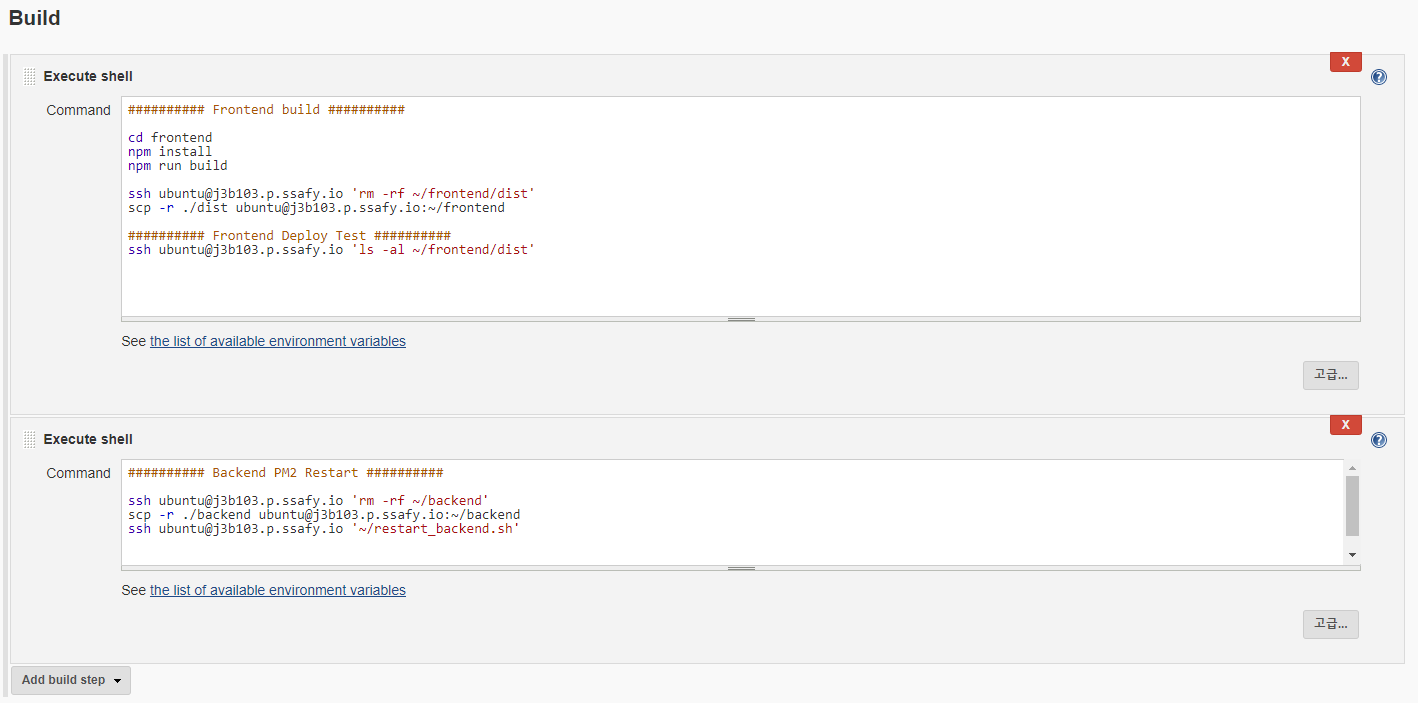 Build
Execute shell
X
Command
########## Frontend build ##########
cd frontend
npm install
npm run build
ssh ubuntu@j3b103.p.ssafy.io 'rm -rf ~/frontend/dist'
scp -r ./dist ubuntu@j3b103.p.ssafy.io:~/frontend
########## Frontend Deploy Test ##########
ssh ubuntu@j3b103.p.ssafy.io 'ls -al ~/frontend/dist'
See the list of available environment variables
고급...
Execute shell
X
Command
########## Backend PM2 Restart ##########
ssh ubuntu@j3b103.p.ssafy.io 'rm -rf ~/backend'
scp -r ./backend ubuntu@j3b103.p.ssafy.io:~/backend
ssh ubuntu@j3b103.p.ssafy.io '~/restart_backend.sh'
See the list of available environment variables
고급...
Add build step